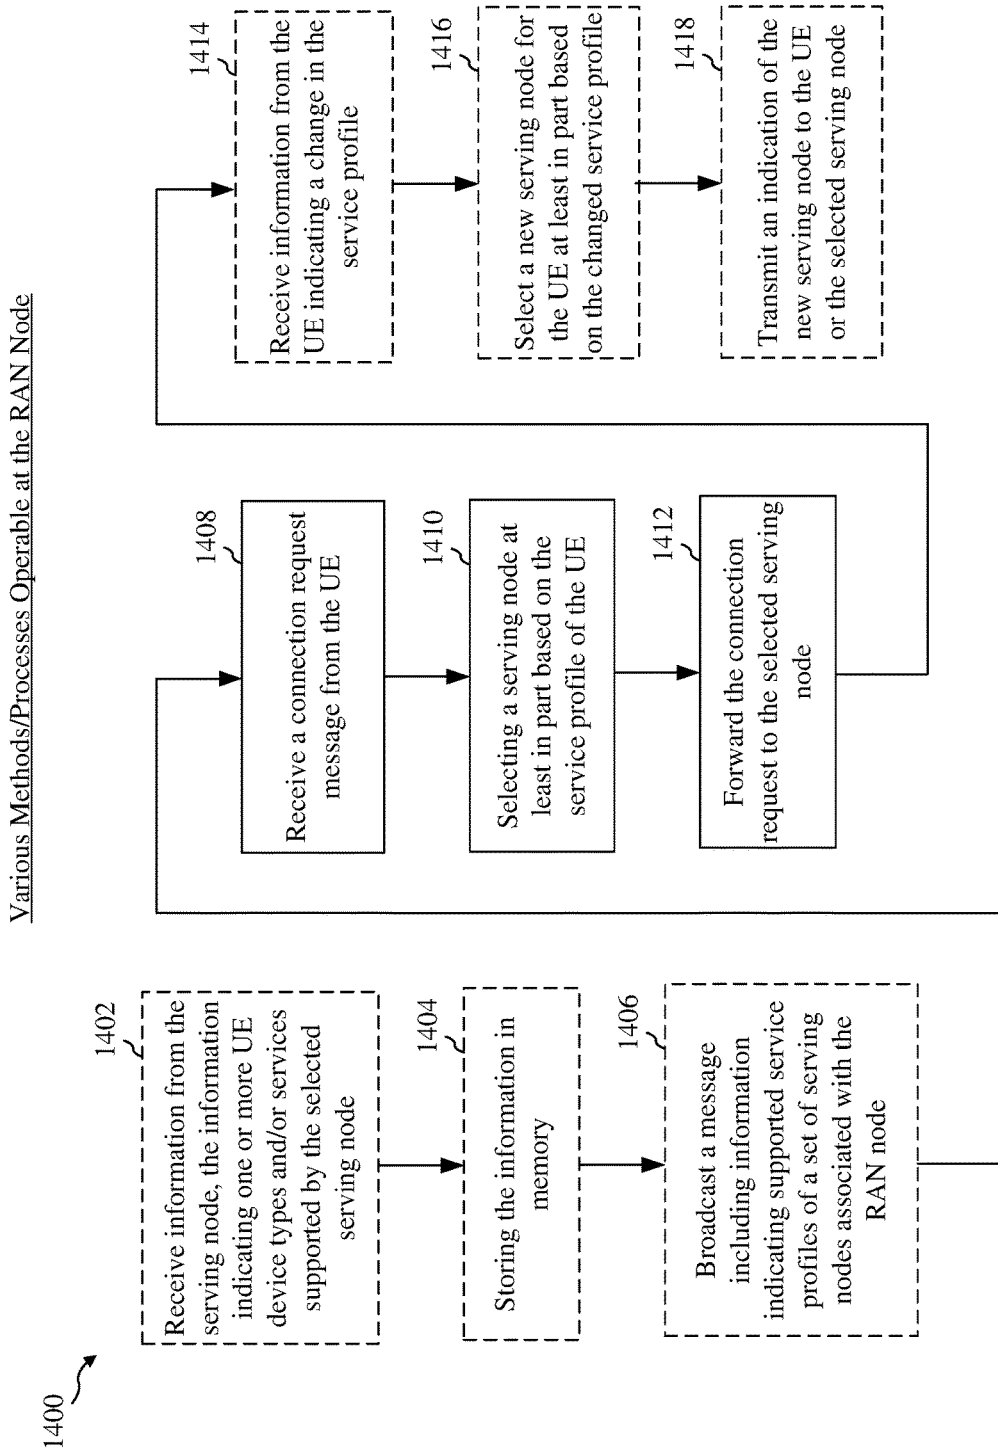 Various Methods/Processes Operable at the RAN Node
1400
1402
Receive information from the
serving node, the information
indicating one or more UE
device types and/or services
supported by the selected
serving node
1404
Storing the information in
memory
1406
Broadcast a message
including information
indicating supported service
profiles of a set of serving
nodes associated with the
RAN node
1408
Receive a connection request
message from the UE
1410
Selecting a serving node at
least in part based on the
service profile of the UE
1412
Forward the connection
request to the selected serving
node
1414
Receive information from the
UE indicating a change in the
service profile
1416
Select a new serving node for
the UE at least in part based
on the changed service profile
1418
Transmit an indication of the
new serving node to the UE
or the selected serving node